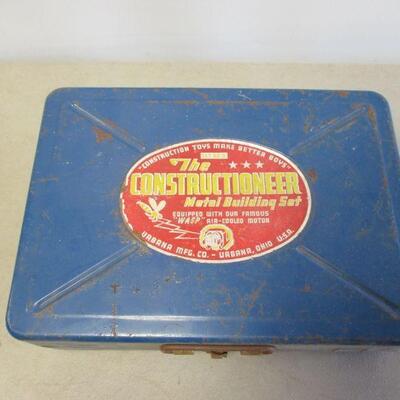 "CONSTRUCTION TOYS MAKE BETTER BOYS"
The
CONSTRUCTIONEER
Metal Building Set
EQUIPPED WITH OUR FAMOUS
"WASP" AIR-COOLED MOTOR
URBANA MFG. CO. - URBANA, OHIO U.S.A.